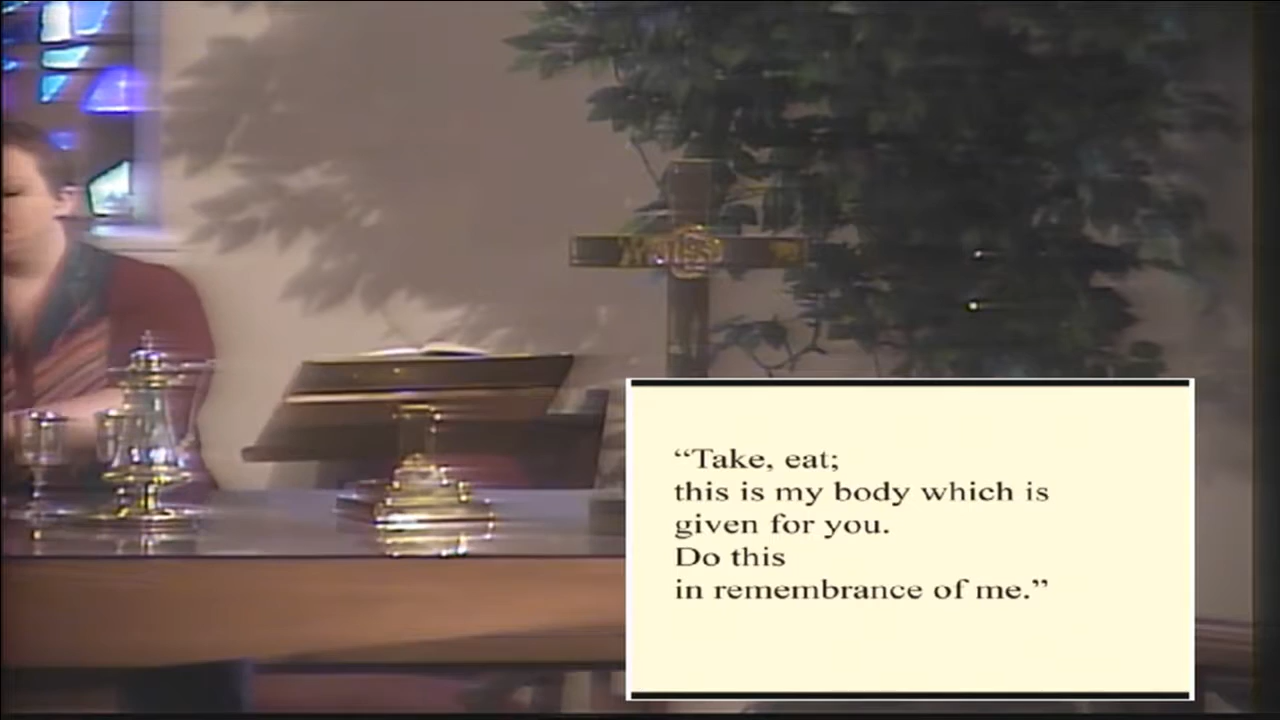 “Take, eat;
this is my body which is
given for you.
Do this
in remembrance of me.”